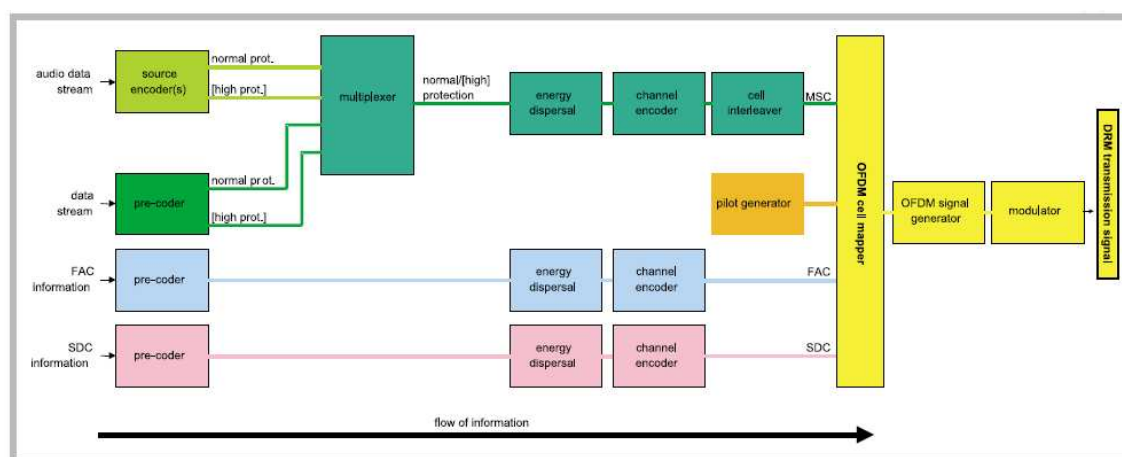 audio data
stream
source
encoder(s)
normal prot.
[high prot.]
multiplexer
normal/[high]
protection
energy
dispersal
channel
encoder
cell
interleaver
MSC
data
stream
pre-coder
normal prot.
[high prot.]
pilot generator
OFDM cell mapper
OFDM signal
generator
modulator
DRM transmission signal
FAC
information
pre-coder
energy
dispersal
channel
encoder
FAC
SDC
information
pre-coder
energy
dispersal
channel
encoder
SDC
flow of information